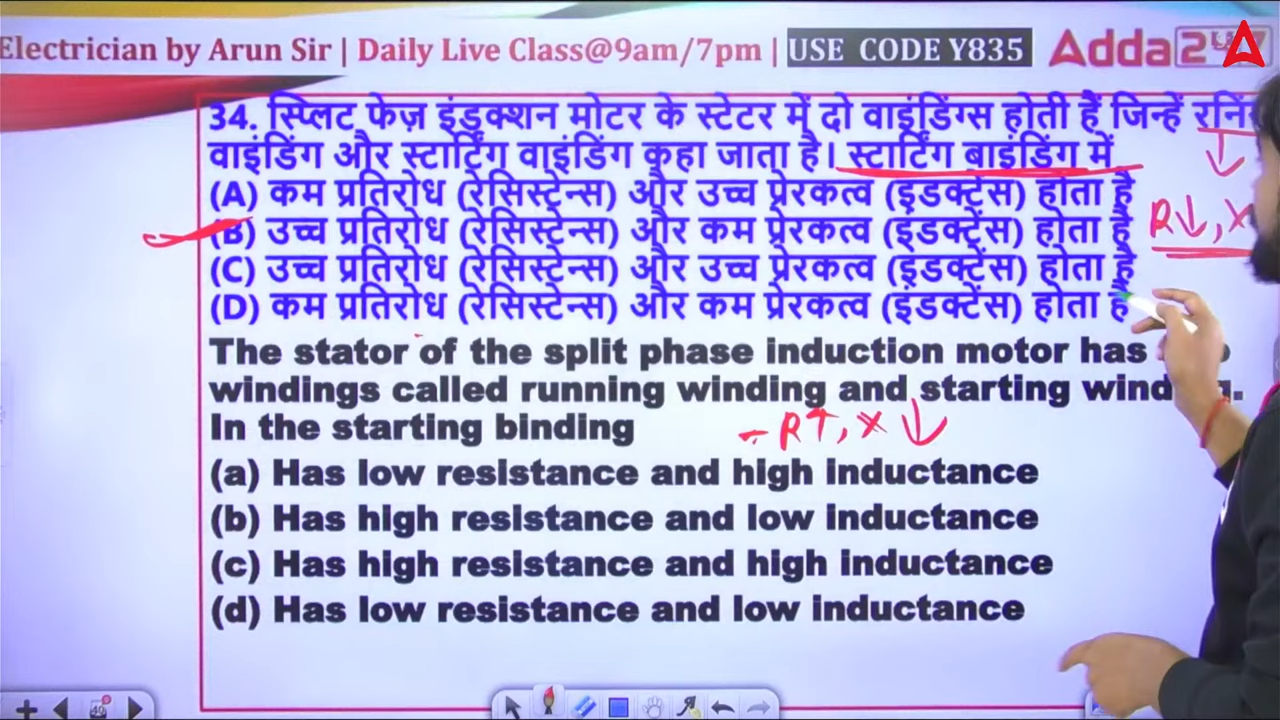 Electrician by Arun Sir | Daily Live Class@9am/7pm | USE CODE Y835 Adda
34. स्प्लिट फेज़ इंडक्शन मोटर के स्टेटर में दो वाइंडिंग्स होती हैं जिन्हें
वाइंडिंग और स्टार्टिंग वाइंडिंग कहा जाता है। स्टार्टिंग बाइंडिंग में
(A) कम प्रतिरोध (रेसिस्टेन्स) और उच्च प्रेरकत्व (इंडक्टेंस) होता है
(B) उच्च प्रतिरोध (रेसिस्टेन्स) और कम प्रेरकत्व (इंडक्टेंस) होता है
R↓, X
(C) उच्च प्रतिरोध (रेसिस्टेन्स) और उच्च प्रेरकत्व (इंडक्टेंस) होता है
(D) कम प्रतिरोध (रेसिस्टेन्स) और कम प्रेरकत्व (इंडक्टेंस) होता है
The stator of the split phase induction motor has
windings called running winding and starting
In the starting binding
- R↑, X↓
(a) Has low resistance and high inductance
(b) Has high resistance and low inductance
(c) Has high resistance and high inductance
(d) Has low resistance and low inductance
49